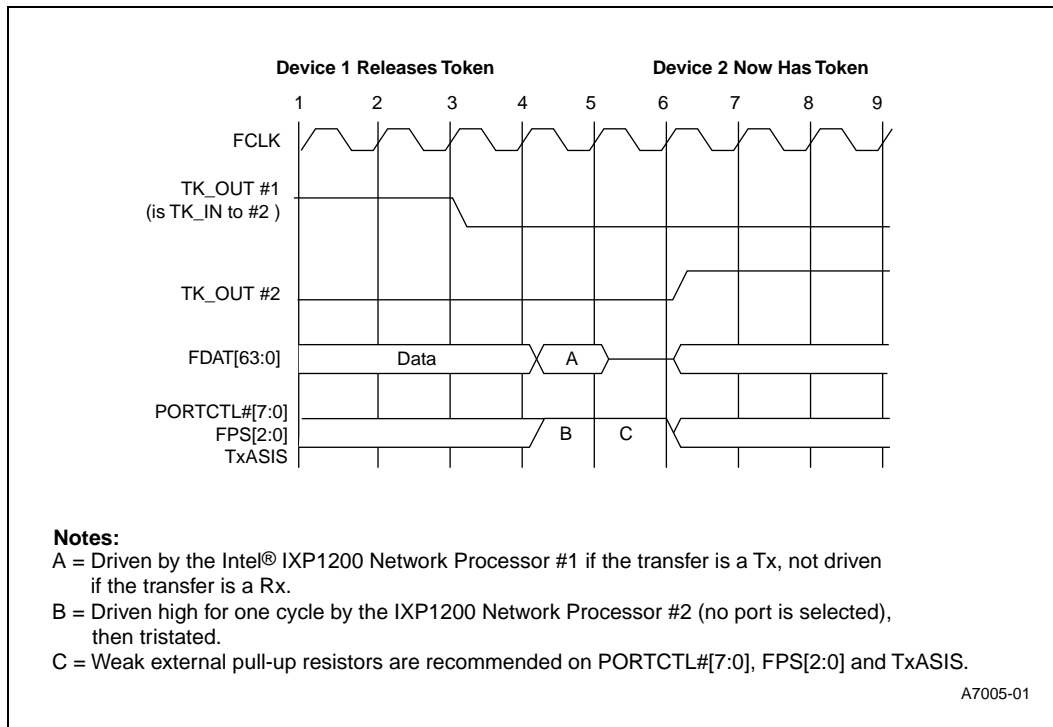 Device 1 Releases Token Device 2 Now Has Token
1 2 3 4 5 6 7 8 9
FCLK
TK_OUT #1
(is TK_IN to #2 )
TK_OUT #2
FDAT[63:0] Data A
PORTCTL#[7:0]
FPS[2:0] B C
TxASIS
Notes:
A = Driven by the Intel® IXP1200 Network Processor #1 if the transfer is a Tx, not driven
if the transfer is a Rx.
B = Driven high for one cycle by the IXP1200 Network Processor #2 (no port is selected),
then tristated.
C = Weak external pull-up resistors are recommended on PORTCTL#[7:0], FPS[2:0] and TxASIS.
A7005-01